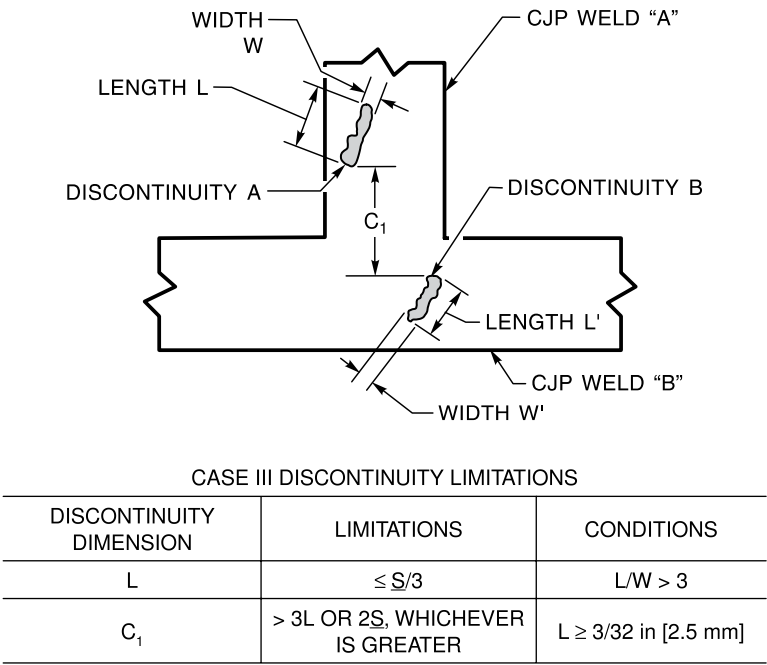 WIDTH
W
CJP WELD “A”
LENGTH L
DISCONTINUITY A
DISCONTINUITY B
C1
LENGTH L'
CJP WELD “B”
WIDTH W'
CASE III DISCONTINUITY LIMITATIONS
DISCONTINUITY
DIMENSION
LIMITATIONS
CONDITIONS
L
≤ S/3
L/W > 3
C1
> 3L OR 2S, WHICHEVER
IS GREATER
L ≥ 3/32 in [2.5 mm]